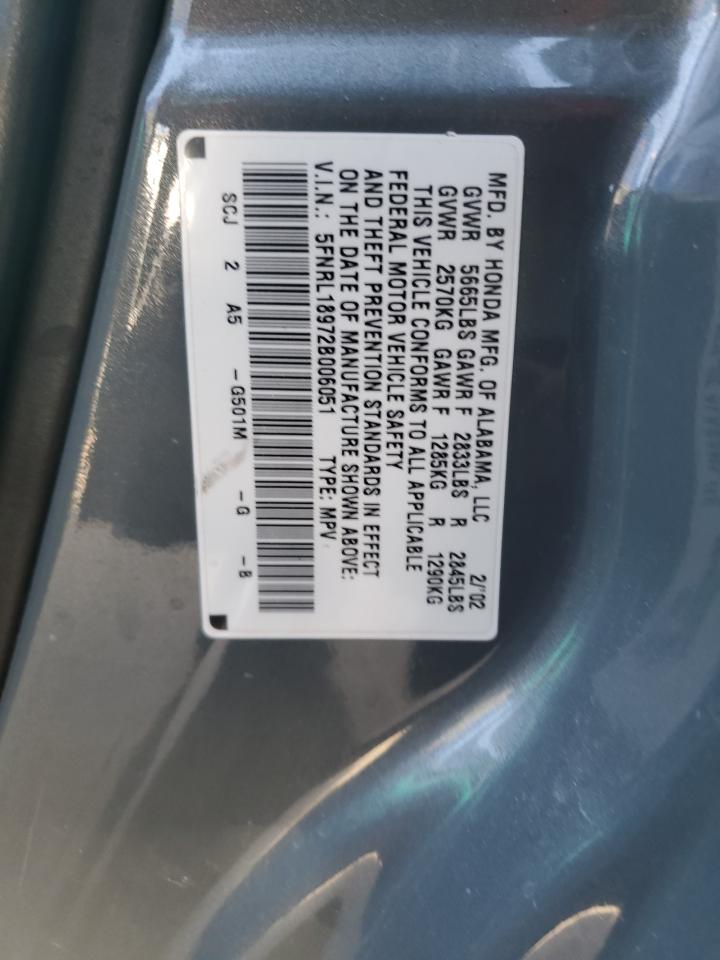 MFD. BY HONDA MFG. OF ALABAMA, LLC 2/'02
GVWR 5665LBS GAWR F 2833LBS R 2845LBS
GVWR 2570KG GAWR F 1285KG R 1290KG
THIS VEHICLE CONFORMS TO ALL APPLICABLE
FEDERAL MOTOR VEHICLE SAFETY
AND THEFT PREVENTION STANDARDS IN EFFECT
ON THE DATE OF MANUFACTURE SHOWN ABOVE:
V.I.N.: 5FNRL18972B006051 TYPE: MPV
SCJ 2 A5 -G501M -G -B